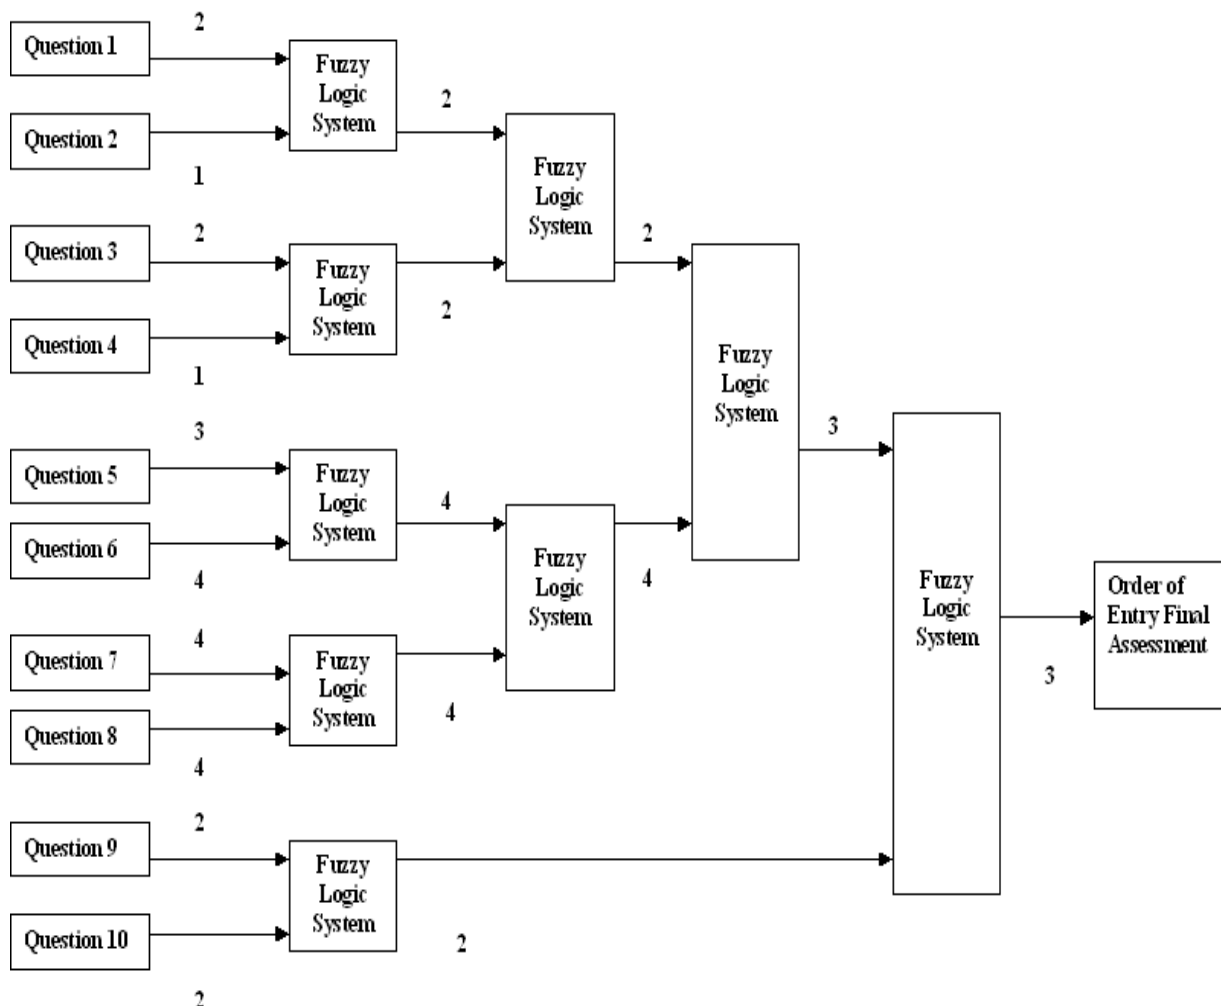 2
Question 1
Fuzzy
Logic
System
2
Question 2
1
Fuzzy
Logic
System
2
2
Question 3
Fuzzy
Logic
System
2
Question 4
1
Fuzzy
Logic
System
3
3
Question 5
Fuzzy
Logic
System
4
Question 6
4
Fuzzy
Logic
System
4
4
Question 7
Fuzzy
Logic
System
4
Question 8
4
Fuzzy
Logic
System
3
Order of
Entry Final
Assessment
2
Question 9
Fuzzy
Logic
System
2
Question 10
2